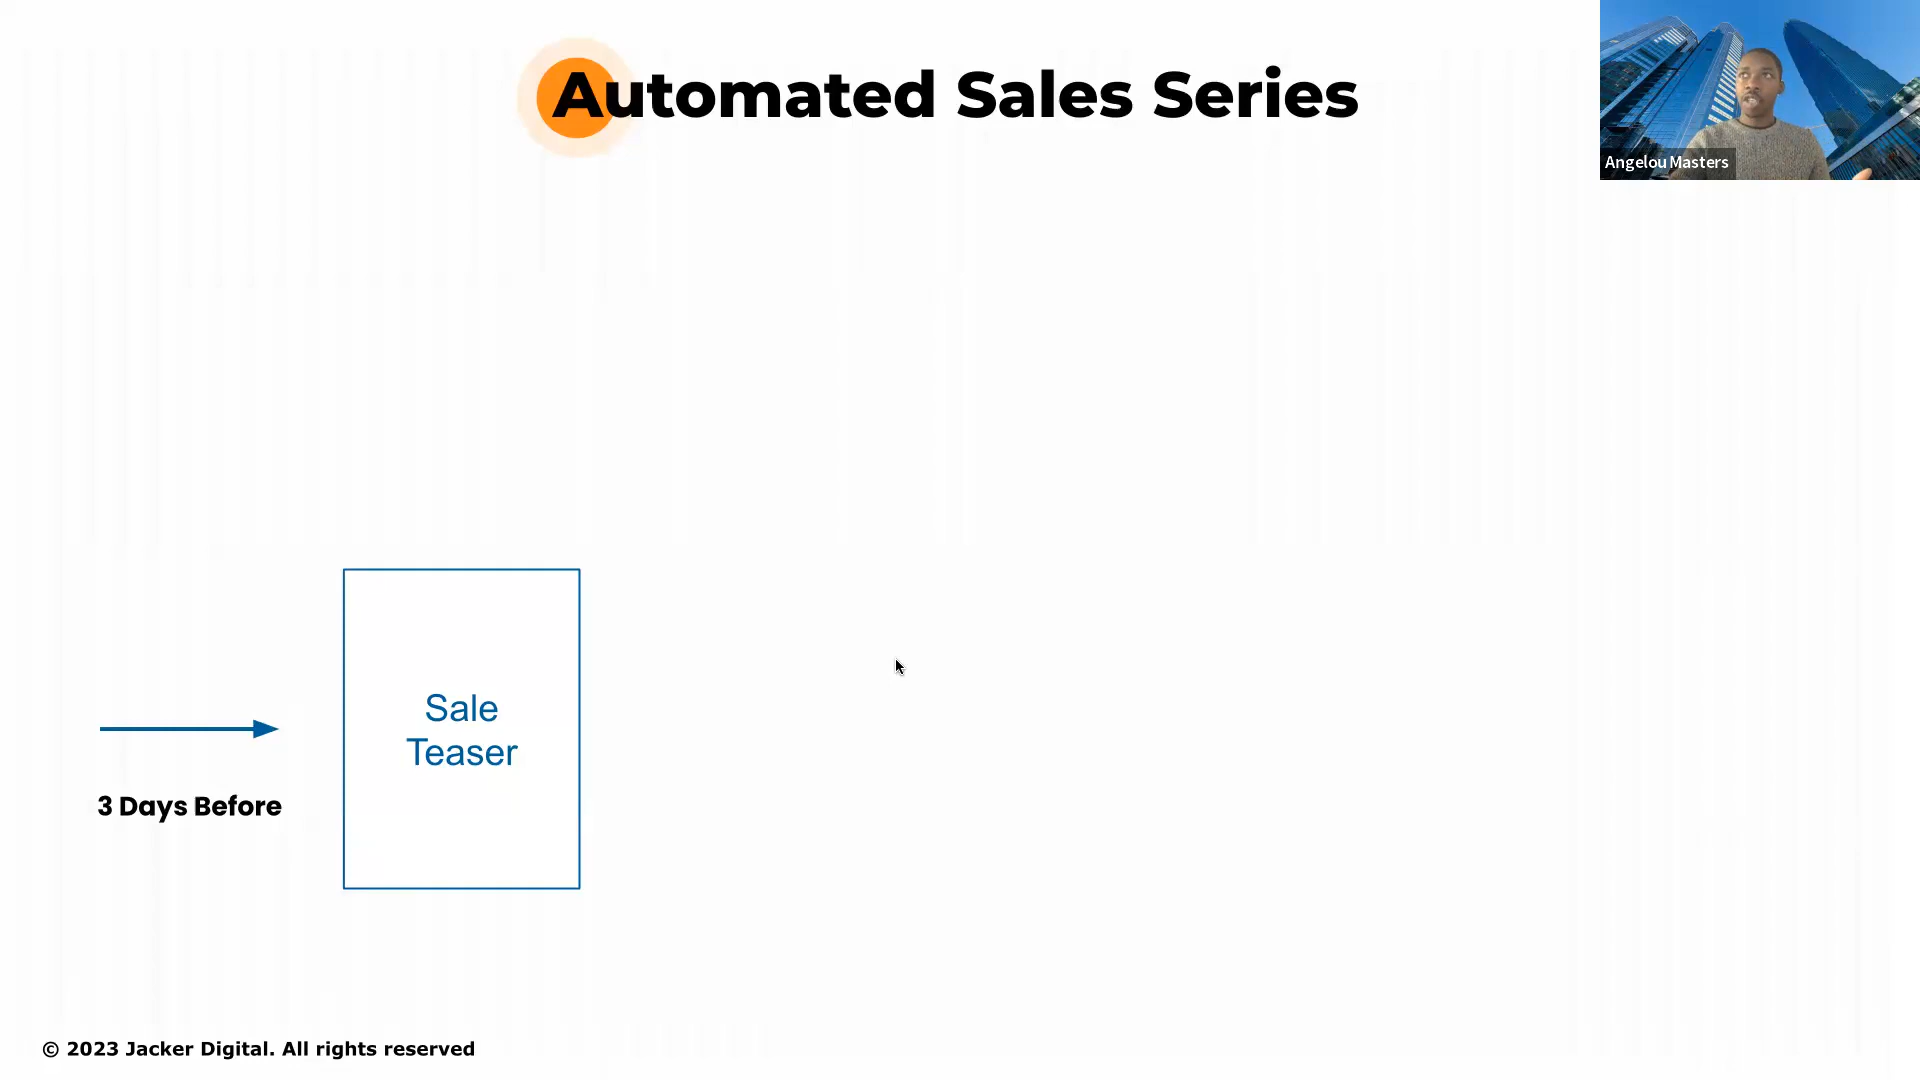 Automated Sales Series
Angelou Masters
Sale
Teaser
3 Days Before
© 2023 Jacker Digital. All rights reserved